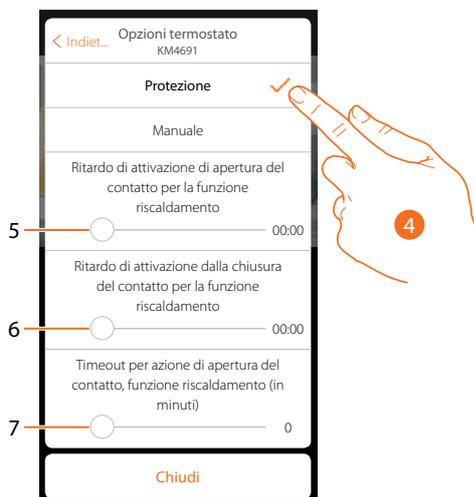 < Indiet... Opzioni termostato
KM4691
Protezione
Manuale
4
Ritardo di attivazione di apertura del
contatto per la funzione
riscaldamento
5
00:00
Ritardo di attivazione dalla chiusura
del contatto per la funzione
riscaldamento
6
00:00
Timeout per azione di apertura del
contatto, funzione riscaldamento (in
minuti)
7
0
Chiudi